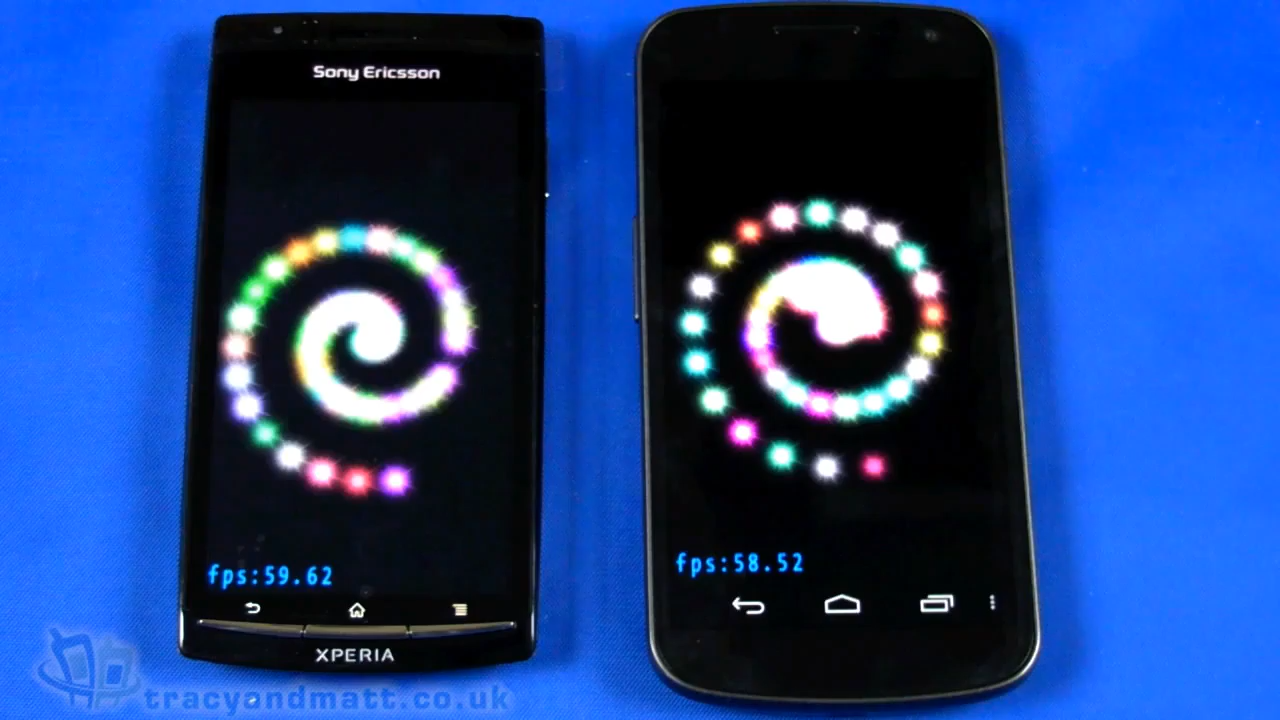 Sony Ericsson
fps:59.62
fps:58.52
XPERIA
tracyandmatt.co.uk